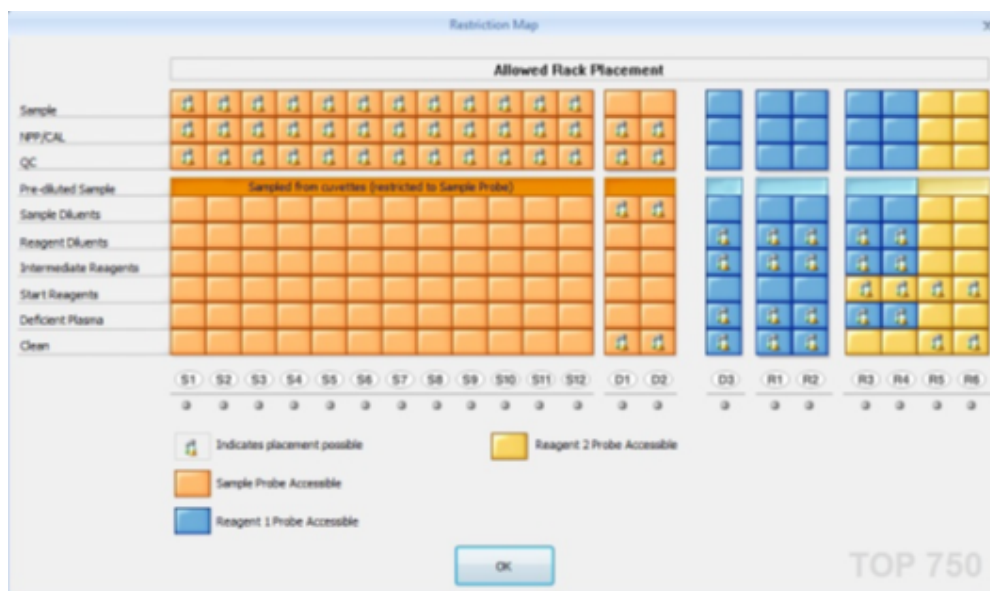 Restriction Map
Allowed Rack Placement
Sample
NPP/CAL
QC
Pre-diluted Sample
Sampled from cuvettes (restricted to Sample Probe)
Sample Diluents
Reagent Diluents
Intermediate Reagents
Start Reagents
Deficient Plasma
Clean
S1 S2 S3 S4 S5 S6 S7 S8 S9 S10 S11 S12 D1 D2 D3 R1 R2 R3 R4 R5 R6
Indicates placement possible
Reagent 2 Probe Accessible
Sample Probe Accessible
Reagent 1 Probe Accessible
OK
TOP 750